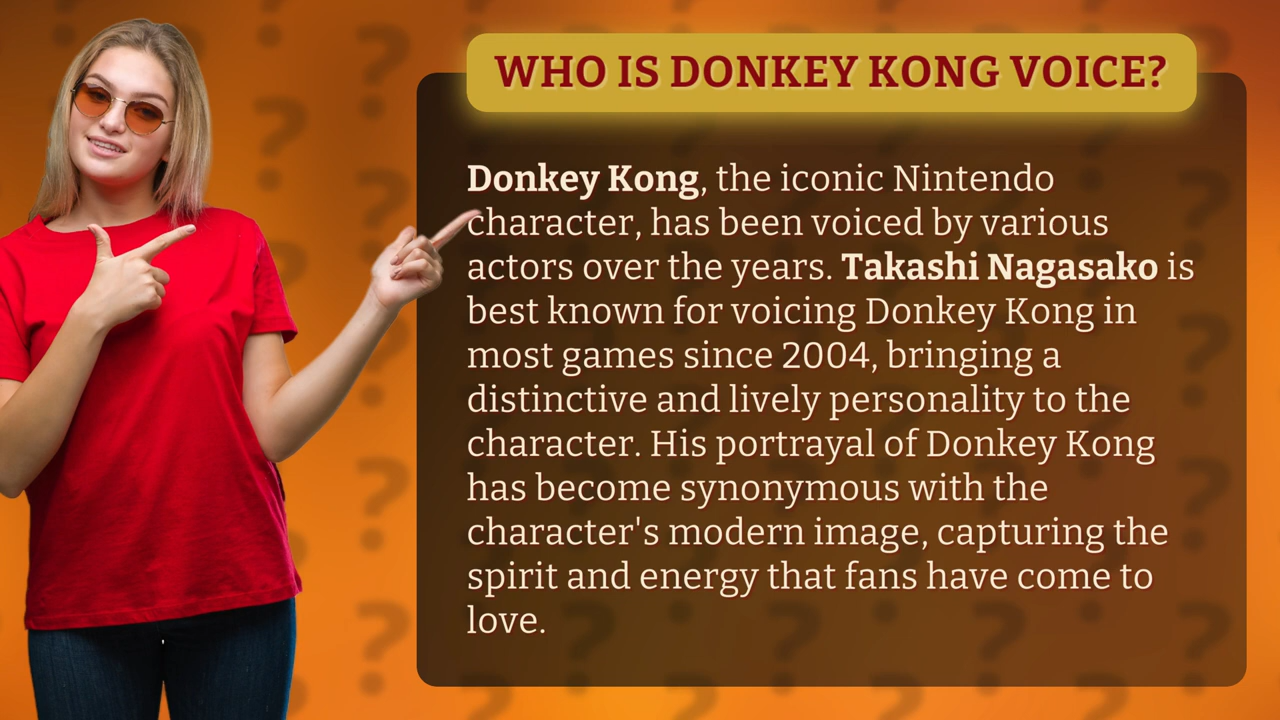 WHO IS DONKEY KONG VOICE?
Donkey Kong, the iconic Nintendo
character, has been voiced by various
actors over the years. Takashi Nagasako is
best known for voicing Donkey Kong in
most games since 2004, bringing a
distinctive and lively personality to the
character. His portrayal of Donkey Kong
has become synonymous with the
character's modern image, capturing the
spirit and energy that fans have come to
love.